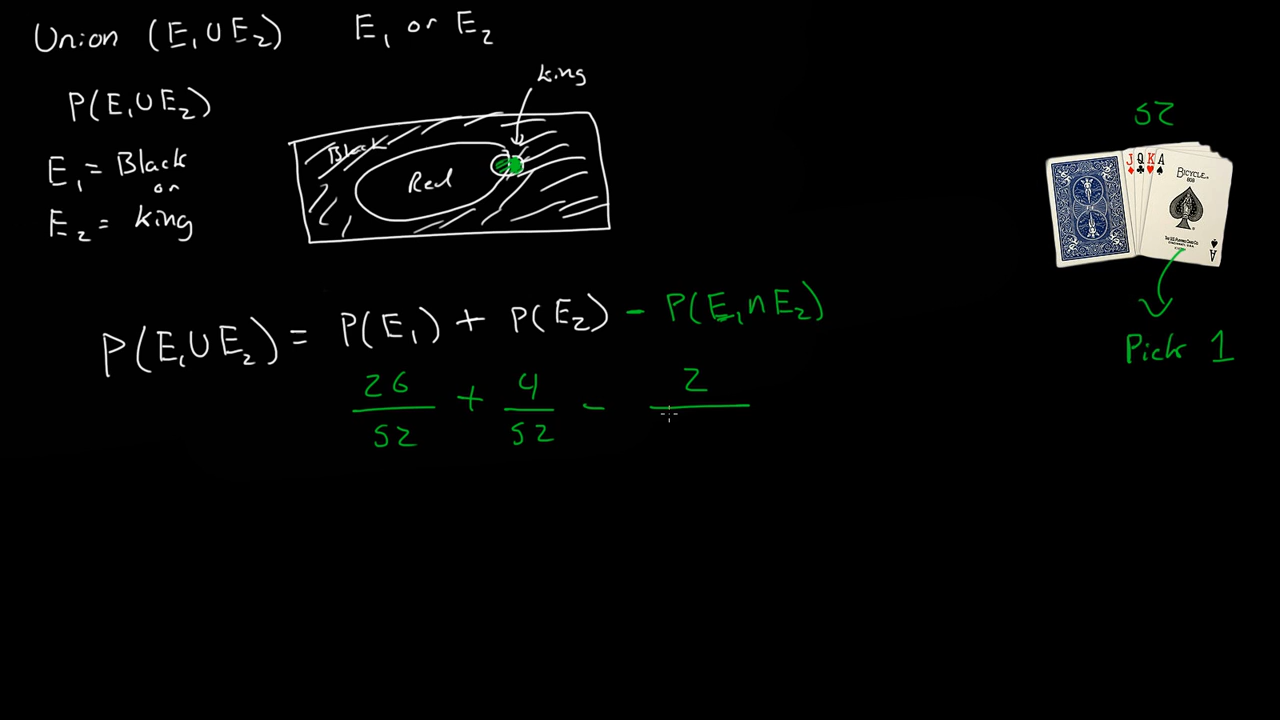 Union (E₁∪E₂) E₁ or E₂
P(E₁∪E₂)
E₁ = Black
or
E₂ = king
king
Black
Red
52
J Q K A
BICYCLE
A
Pick 1
P(E₁∪E₂) = P(E₁) + P(E₂) - P(E₁∩E₂)
26/52 + 4/52 - 2/